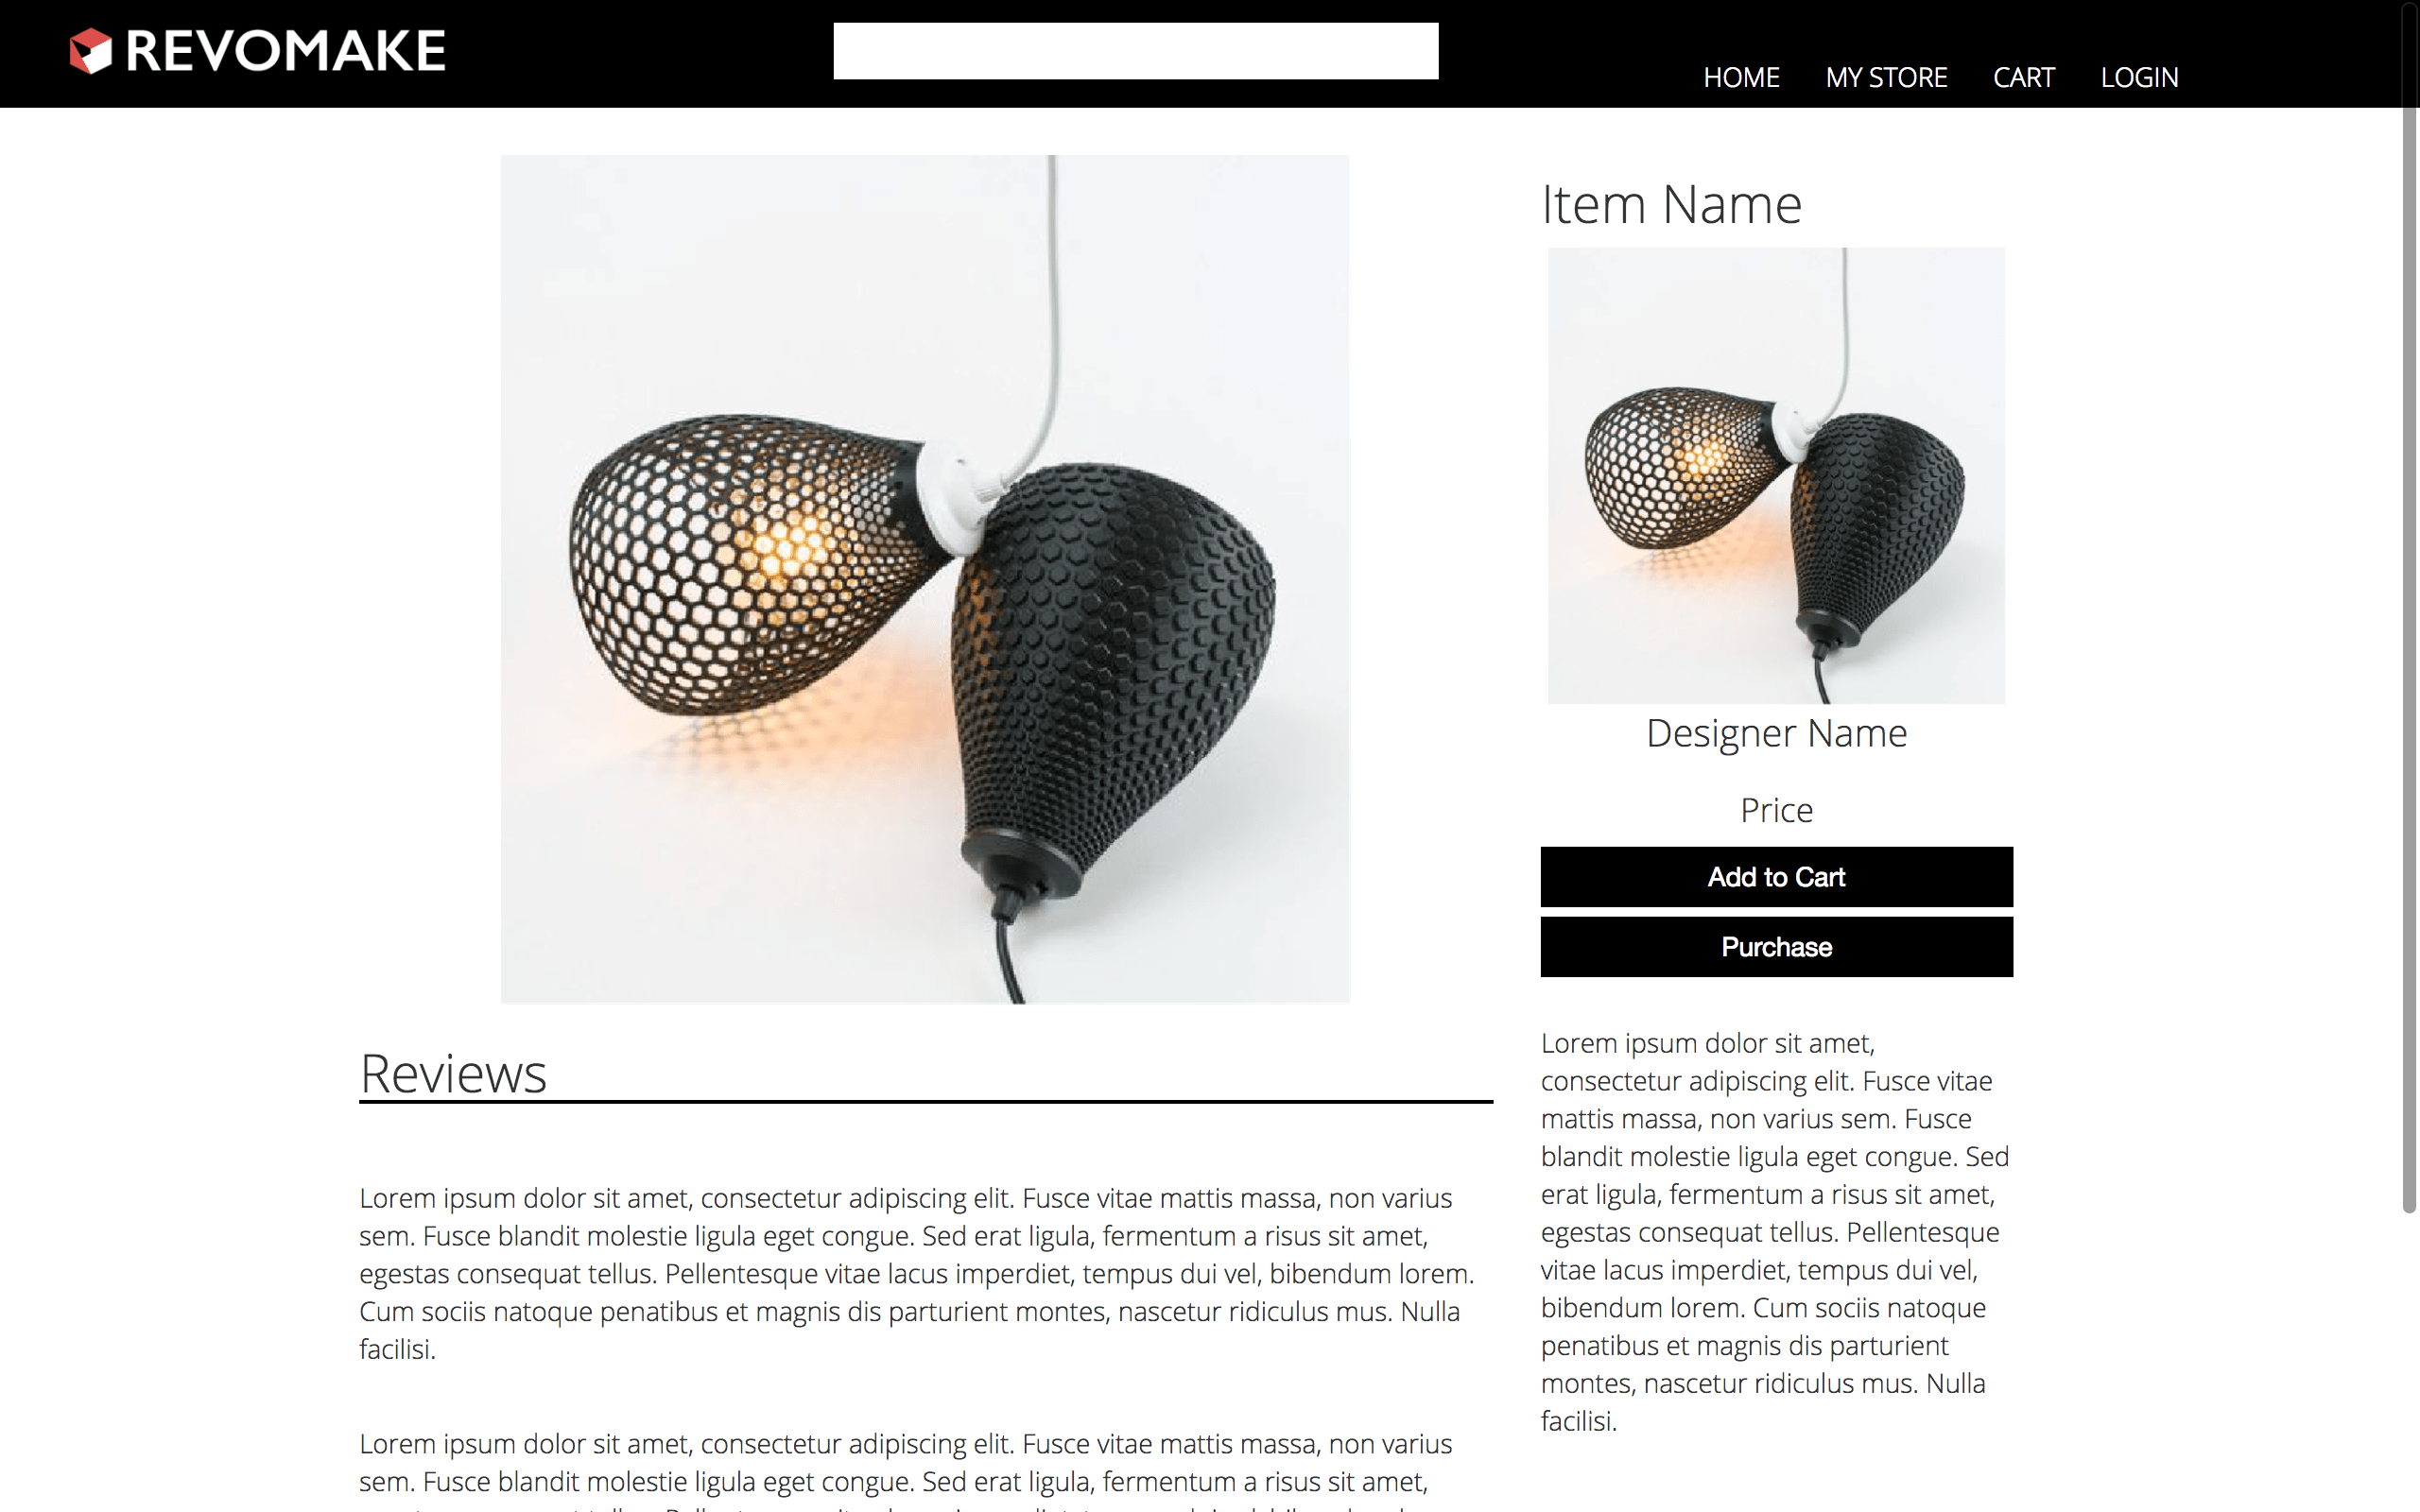 REVOMAKE
HOME MY STORE CART LOGIN
Item Name
Designer Name
Price
Add to Cart
Purchase
Lorem ipsum dolor sit amet,
consectetur adipiscing elit. Fusce vitae
mattis massa, non varius sem. Fusce
blandit molestie ligula eget congue. Sed
erat ligula, fermentum a risus sit amet,
egestas consequat tellus. Pellentesque
vitae lacus imperdiet, tempus dui vel,
bibendum lorem. Cum sociis natoque
penatibus et magnis dis parturient
montes, nascetur ridiculus mus. Nulla
facilisi.
Reviews
Lorem ipsum dolor sit amet, consectetur adipiscing elit. Fusce vitae mattis massa, non varius
sem. Fusce blandit molestie ligula eget congue. Sed erat ligula, fermentum a risus sit amet,
egestas consequat tellus. Pellentesque vitae lacus imperdiet, tempus dui vel, bibendum lorem.
Cum sociis natoque penatibus et magnis dis parturient montes, nascetur ridiculus mus. Nulla
facilisi.
Lorem ipsum dolor sit amet, consectetur adipiscing elit. Fusce vitae mattis massa, non varius
sem. Fusce blandit molestie ligula eget congue. Sed erat ligula, fermentum a risus sit amet,